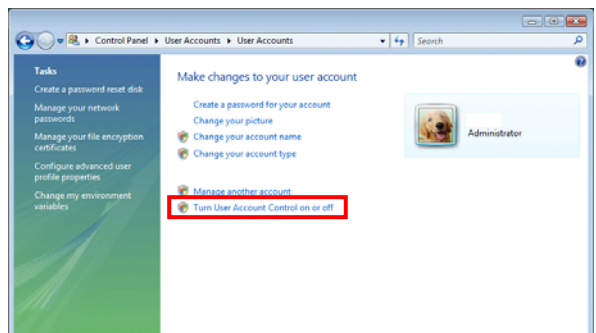 Control Panel ▸ User Accounts ▸ User Accounts
Search
Tasks
Create a password reset disk
Manage your network
passwords
Manage your file encryption
certificates
Configure advanced user
profile properties
Change my environment
variables
Make changes to your user account
Create a password for your account
Change your picture
Change your account name
Change your account type
Manage another account
Turn User Account Control on or off
Administrator